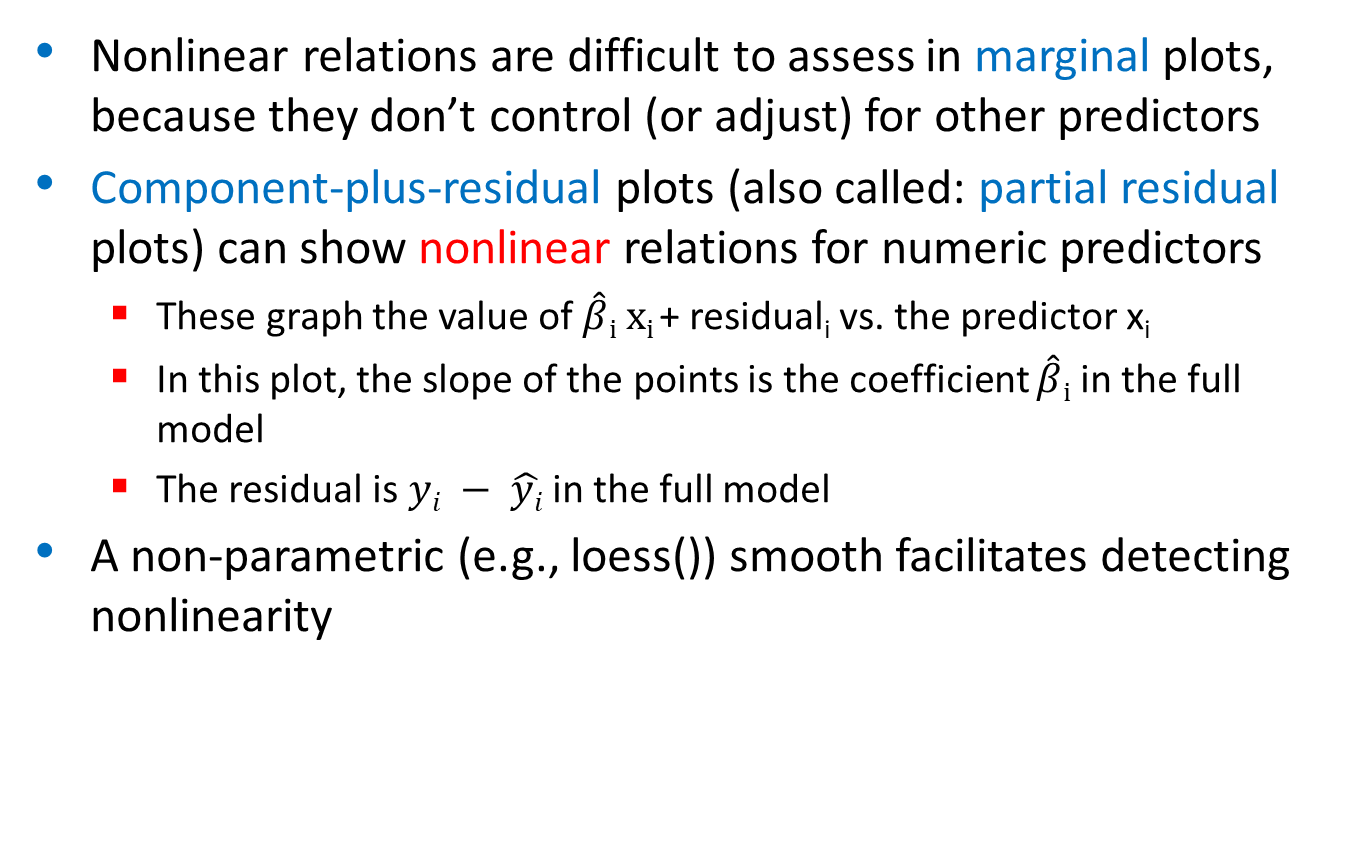 • Nonlinear relations are difficult to assess in marginal plots,
because they don’t control (or adjust) for other predictors
• Component-plus-residual plots (also called: partial residual
plots) can show nonlinear relations for numeric predictors
▪ These graph the value of β̂ᵢ xᵢ + residualᵢ vs. the predictor xᵢ
▪ In this plot, the slope of the points is the coefficient β̂ᵢ in the full
model
▪ The residual is yᵢ − ŷᵢ in the full model
• A non-parametric (e.g., loess()) smooth facilitates detecting
nonlinearity